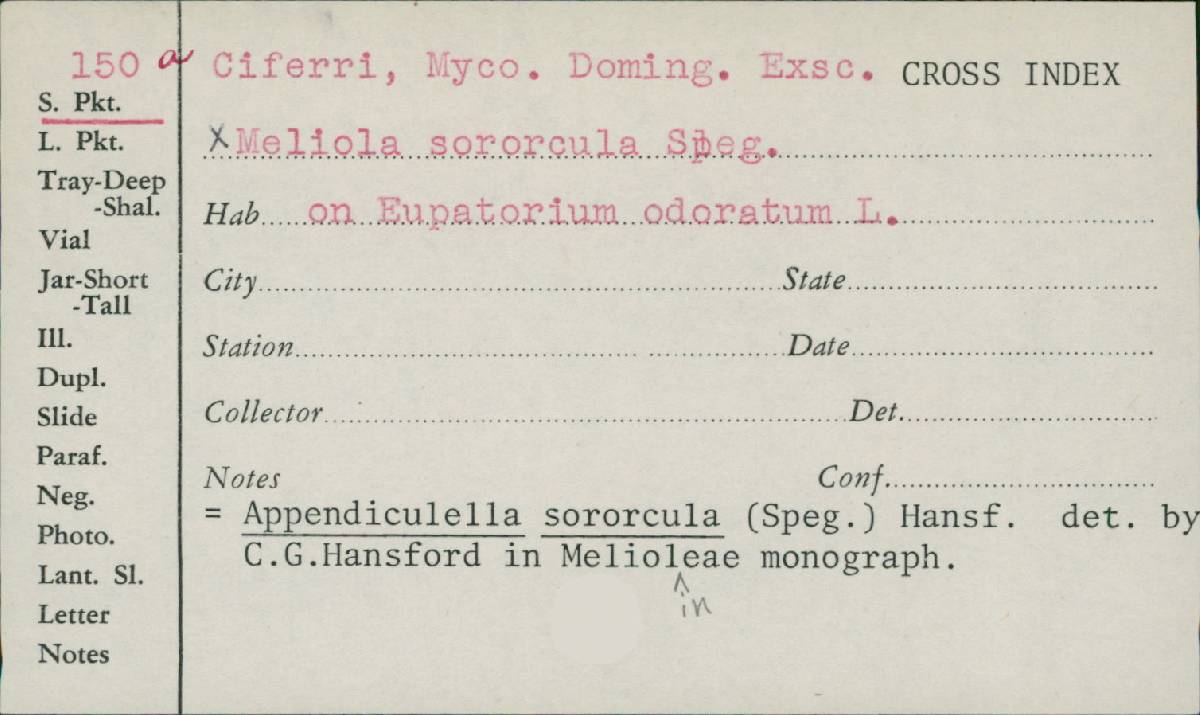 150 a Ciferri, Myco. Doming. Exsc. CROSS INDEX
S. Pkt.
L. Pkt.
X Meliola sororcula Speg.
Tray-Deep
-Shal.
Hab on Eupatorium odoratum L.
Vial
Jar-Short
-Tall
City State
Ill.
Station Date
Dupl.
Slide
Collector Det.
Paraf.
Notes Conf.
Neg.
= Appendiculella sororcula (Speg.) Hansf. det. by
Photo.
C.G.Hansford in Melioleae monograph.
Lant. Sl.
in
Letter
Notes